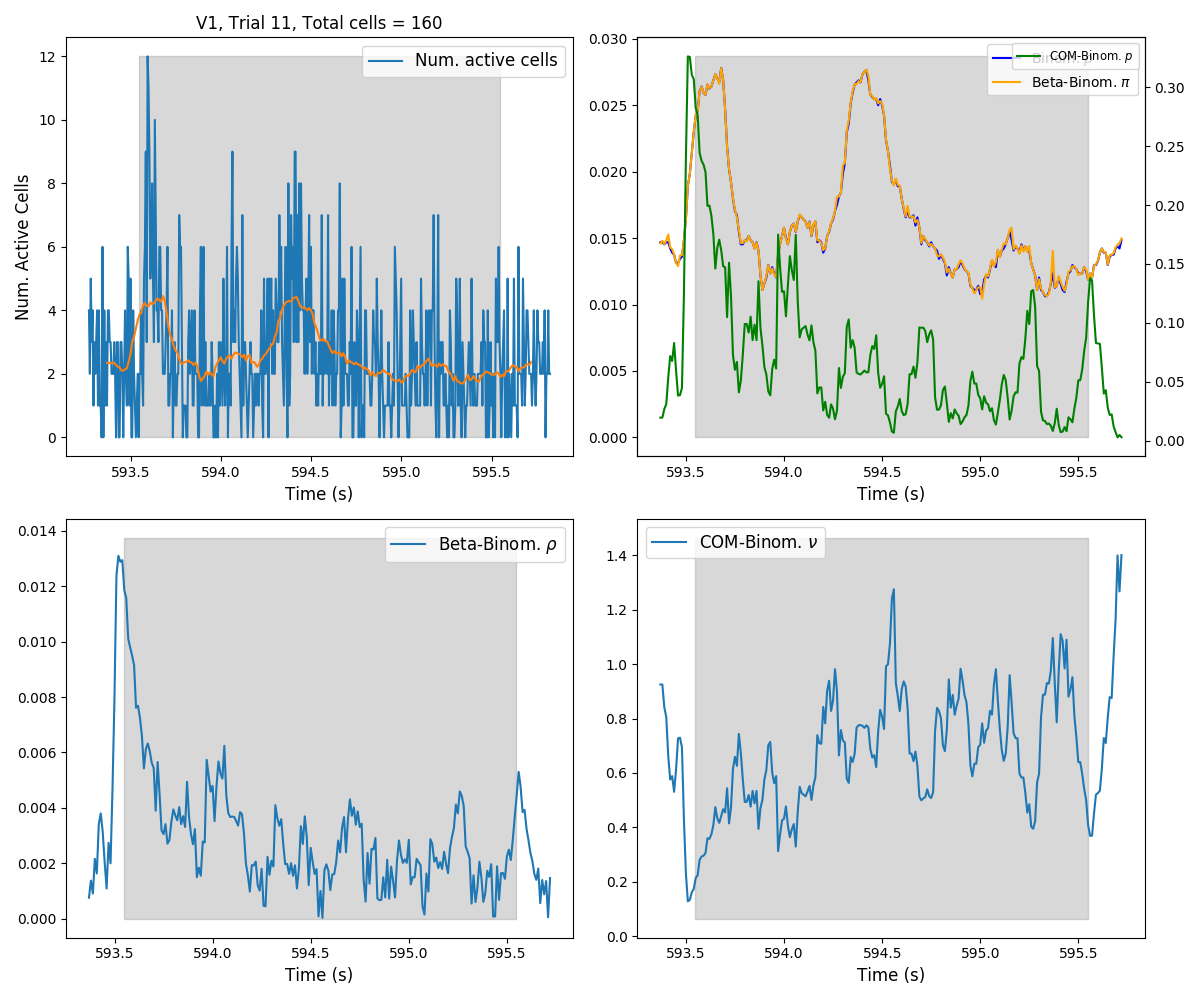 V1, Trial 11, Total cells = 160
12
10
8
6
4
2
0
Num. Active Cells
Num. active cells
593.5 594.0 594.5 595.0 595.5
Time (s)
0.030
0.025
0.020
0.015
0.010
0.005
0.000
COM-Binom. p
Beta-Binom. π
0.30
0.25
0.20
0.15
0.10
0.05
0.00
593.5 594.0 594.5 595.0 595.5
Time (s)
0.014
0.012
0.010
0.008
0.006
0.004
0.002
0.000
Beta-Binom. ρ
593.5 594.0 594.5 595.0 595.5
Time (s)
1.4
1.2
1.0
0.8
0.6
0.4
0.2
0.0
COM-Binom. ν
593.5 594.0 594.5 595.0 595.5
Time (s)